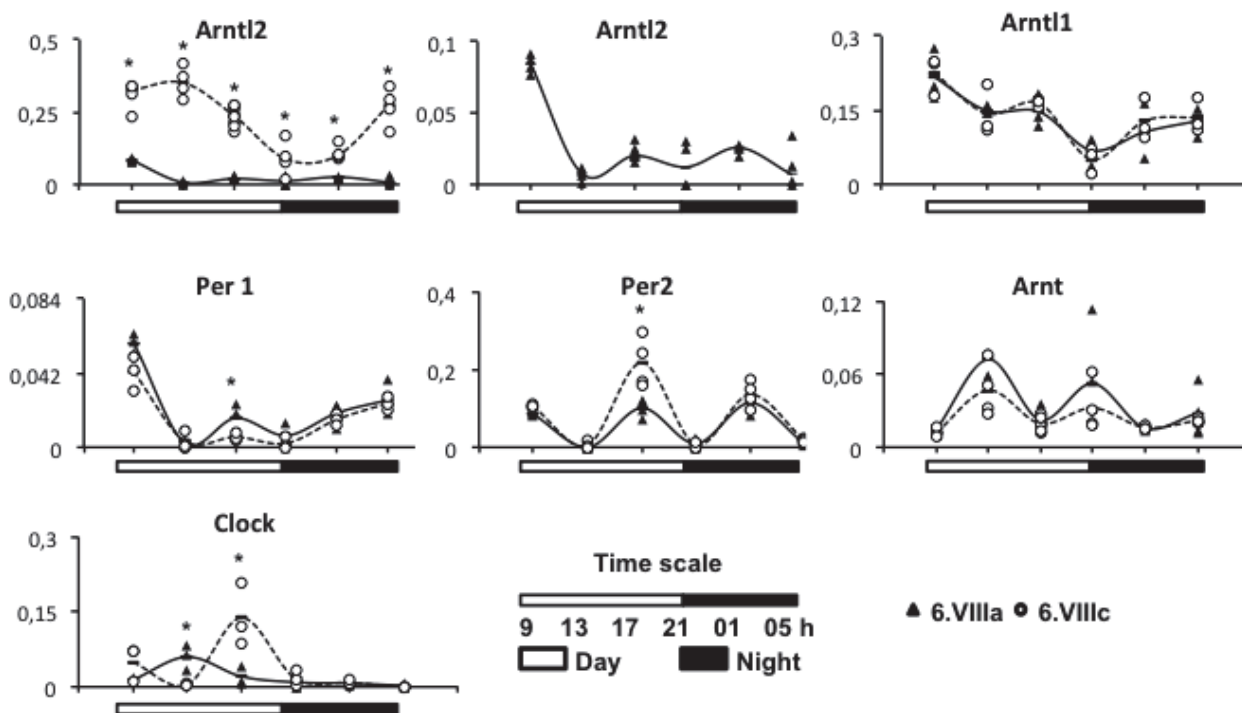 Arntl2
0,5
*
*
*
*
*
*
0,25
0
Arntl2
0,1
0,05
0
Arntl1
0,3
0,15
0
Per 1
0,084
*
0,042
0
Per2
0,4
*
0,2
0
Arnt
0,12
0,06
0
Clock
0,3
*
*
0,15
0
Time scale
9 13 17 21 01 05 h
Day Night
6.VIIIa 6.VIIIc